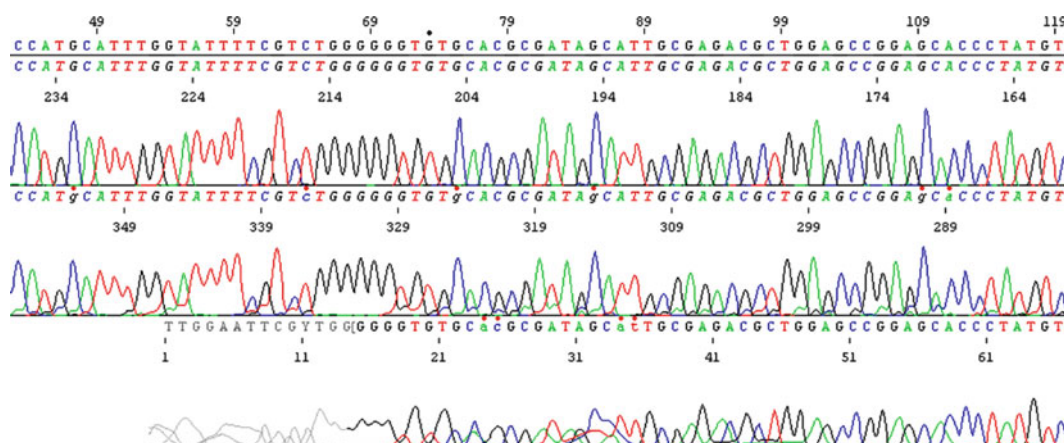 49 59 69 79 89 99 109 119
CCATGCATTTGGTATTTTCGTCTGGGGGGTGTGCACGCGATAGCATTGCGAGACGCTGGAGCCGGAGCACCCTATGT
CCATGCATTTGGTATTTTCGTCTGGGGGGTGTGCACGCGATAGCATTGCGAGACGCTGGAGCCGGAGCACCCTATGT
234 224 214 204 194 184 174 164
CCATgCATTTGGTATTTTCGTcTGGGGGGTGTgCACGCGATAgCATTGCGAGACGCTGGAGCCGGAgCaCCCTATGT
349 339 329 319 309 299 289
TTGGAATTCGYTGG(GGGGTGTGCacGCGATAGCatTGCGAGACGCTGGAGCCGGAGCACCCTATGT
1 11 21 31 41 51 61